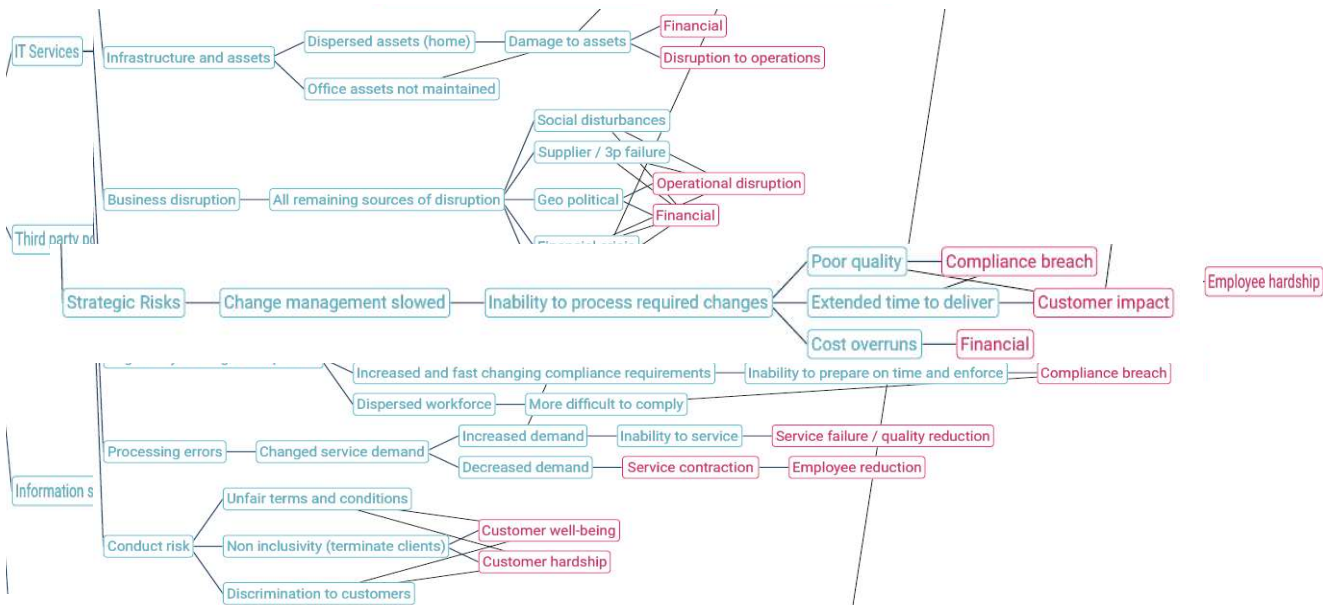 IT Services
Infrastructure and assets
Dispersed assets (home)
Damage to assets
Financial
Disruption to operations
Office assets not maintained
Social disturbances
Supplier / 3p failure
Business disruption
All remaining sources of disruption
Geo political
Operational disruption
Financial
Third party
Strategic Risks
Change management slowed
Inability to process required changes
Poor quality
Compliance breach
Extended time to deliver
Customer impact
Employee hardship
Cost overruns
Financial
Increased and fast changing compliance requirements
Inability to prepare on time and enforce
Compliance breach
Dispersed workforce
More difficult to comply
Processing errors
Changed service demand
Increased demand
Inability to service
Service failure / quality reduction
Decreased demand
Service contraction
Employee reduction
Information s
Unfair terms and conditions
Conduct risk
Non inclusivity (terminate clients)
Customer well-being
Customer hardship
Discrimination to customers